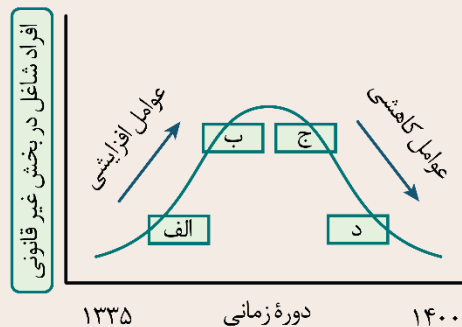 افراد شاغل در بخش غیر قانونی
عوامل افزایشی
عوامل کاهشی
ب
ج
الف
د
۱۳۳۵
دورهٔ زمانی
۱۴۰۰